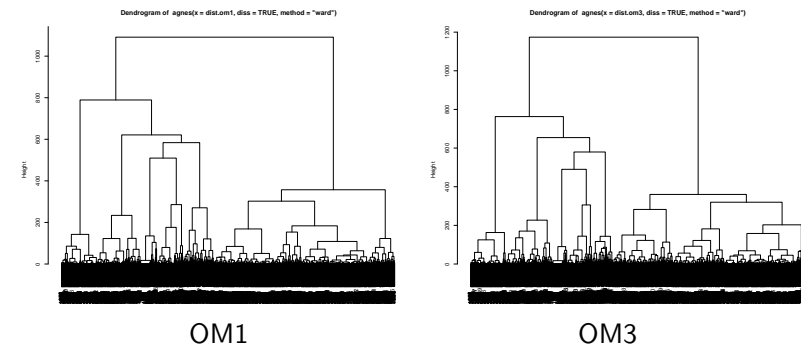 Dendrogram of agnes(x = dist.om1, diss = TRUE, method = "ward")
Height
1000
800
600
400
200
0
OM1
Dendrogram of agnes(x = dist.om3, diss = TRUE, method = "ward")
Height
1200
1000
800
600
400
200
0
OM3